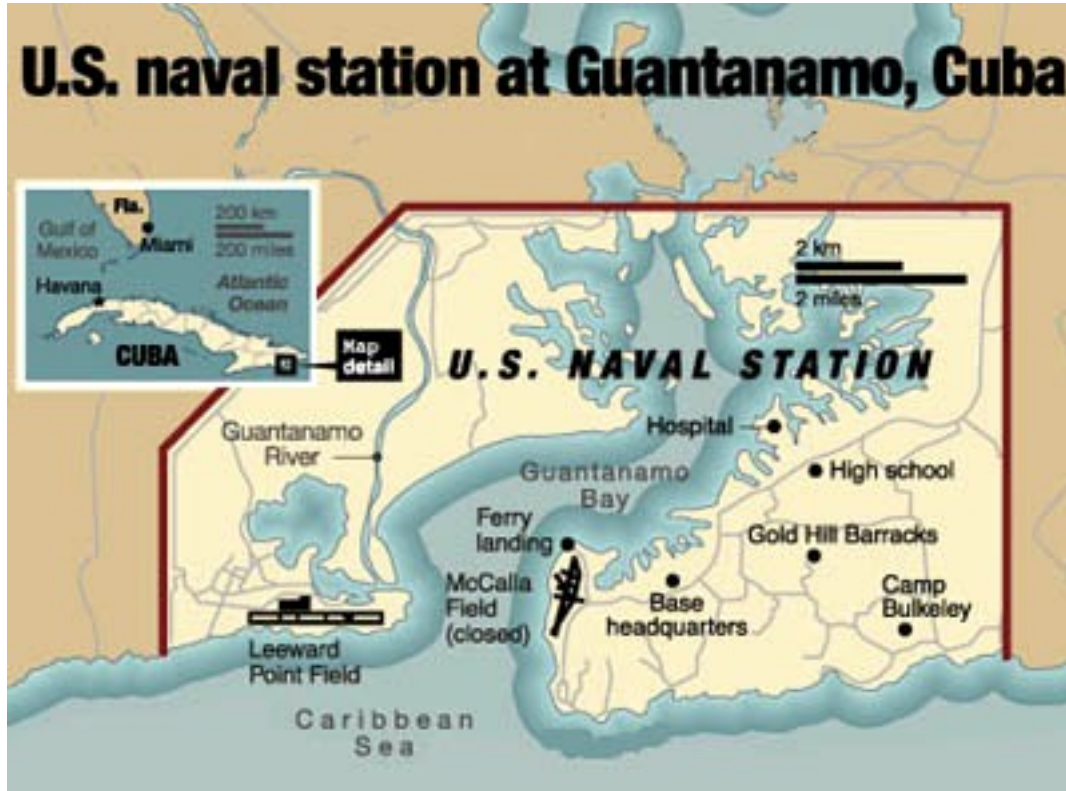 U.S. naval station at Guantanamo, Cuba
Fla.
200 km
200 miles
Gulf of
Mexico
Miami
Havana
Atlantic
Ocean
CUBA
Map
detail
2 km
2 miles
U.S. NAVAL STATION
Guantanamo
River
Hospital
Guantanamo
Bay
High school
Ferry
landing
Gold Hill Barracks
McCalla
Field
(closed)
Base
headquarters
Camp
Bulkeley
Leeward
Point Field
Caribbean
Sea